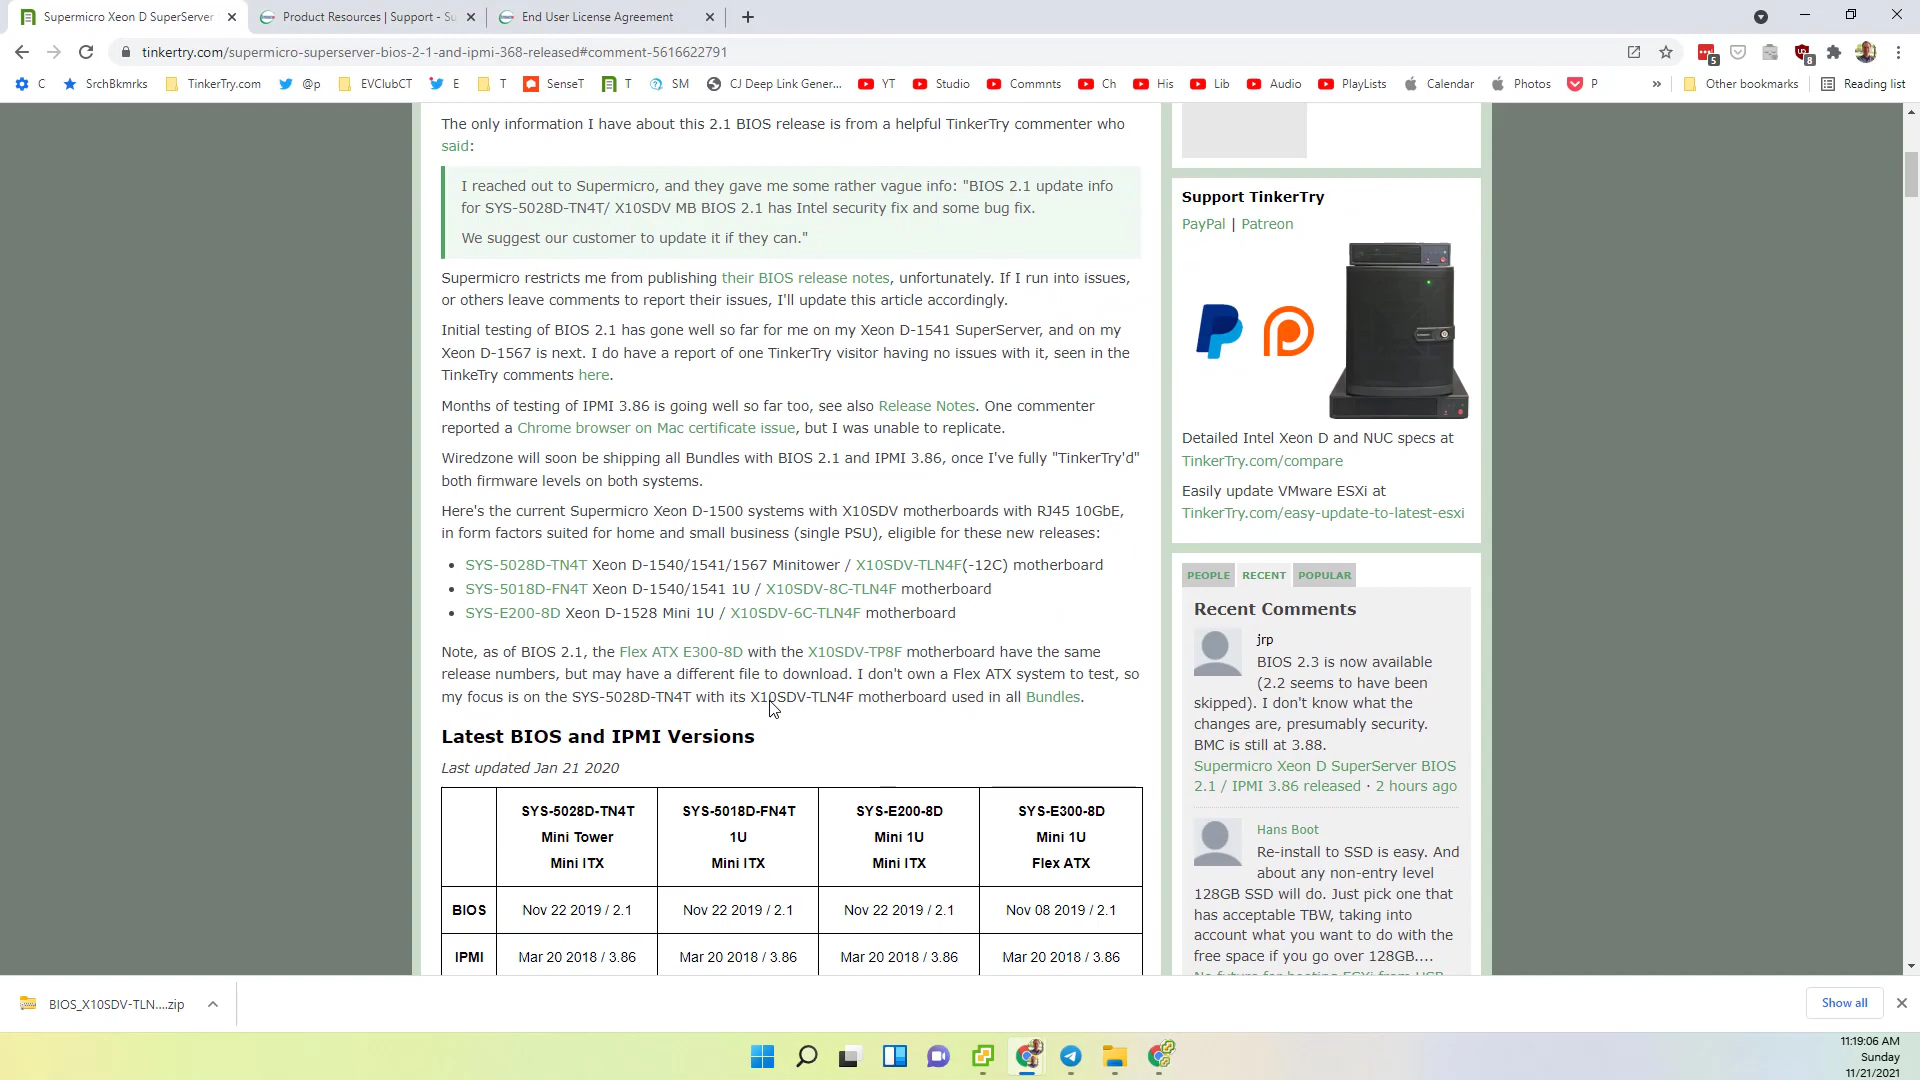 Supermicro Xeon D SuperServer
Product Resources | Support - Su
End User License Agreement
tinkertry.com/supermicro-superserver-bios-2-1-and-ipmi-368-released#comment-5616622791
5
8
C
SrchBkmrks
TinkerTry.com
@p
EVClubCT
E
T
SenseT
T
SM
CJ Deep Link Gener...
YT
Studio
Commnts
Ch
His
Lib
Audio
PlayLists
Calendar
Photos
P
»
Other bookmarks
Reading list
The only information I have about this 2.1 BIOS release is from a helpful TinkerTry commenter who
said:
I reached out to Supermicro, and they gave me some rather vague info: "BIOS 2.1 update info
for SYS-5028D-TN4T/ X10SDV MB BIOS 2.1 has Intel security fix and some bug fix.
We suggest our customer to update it if they can."
Supermicro restricts me from publishing their BIOS release notes, unfortunately. If I run into issues,
or others leave comments to report their issues, I'll update this article accordingly.
Initial testing of BIOS 2.1 has gone well so far for me on my Xeon D-1541 SuperServer, and on my
Xeon D-1567 is next. I do have a report of one TinkerTry visitor having no issues with it, seen in the
TinkeTry comments here.
Months of testing of IPMI 3.86 is going well so far too, see also Release Notes. One commenter
reported a Chrome browser on Mac certificate issue, but I was unable to replicate.
Wiredzone will soon be shipping all Bundles with BIOS 2.1 and IPMI 3.86, once I've fully "TinkerTry'd"
both firmware levels on both systems.
Here's the current Supermicro Xeon D-1500 systems with X10SDV motherboards with RJ45 10GbE,
in form factors suited for home and small business (single PSU), eligible for these new releases:
• SYS-5028D-TN4T Xeon D-1540/1541/1567 Minitower / X10SDV-TLN4F(-12C) motherboard
• SYS-5018D-FN4T Xeon D-1540/1541 1U / X10SDV-8C-TLN4F motherboard
• SYS-E200-8D Xeon D-1528 Mini 1U / X10SDV-6C-TLN4F motherboard
Note, as of BIOS 2.1, the Flex ATX E300-8D with the X10SDV-TP8F motherboard have the same
release numbers, but may have a different file to download. I don't own a Flex ATX system to test, so
my focus is on the SYS-5028D-TN4T with its X10SDV-TLN4F motherboard used in all Bundles.
Latest BIOS and IPMI Versions
Last updated Jan 21 2020
SYS-5028D-TN4T
Mini Tower
Mini ITX
SYS-5018D-FN4T
1U
Mini ITX
SYS-E200-8D
Mini 1U
Mini ITX
SYS-E300-8D
Mini 1U
Flex ATX
BIOS
Nov 22 2019 / 2.1
Nov 22 2019 / 2.1
Nov 22 2019 / 2.1
Nov 08 2019 / 2.1
IPMI
Mar 20 2018 / 3.86
Mar 20 2018 / 3.86
Mar 20 2018 / 3.86
Mar 20 2018 / 3.86
Support TinkerTry
PayPal | Patreon
Detailed Intel Xeon D and NUC specs at
TinkerTry.com/compare
Easily update VMware ESXi at
TinkerTry.com/easy-update-to-latest-esxi
PEOPLE
RECENT
POPULAR
Recent Comments
jrp
BIOS 2.3 is now available
(2.2 seems to have been
skipped). I don't know what the
changes are, presumably security.
BMC is still at 3.88.
Supermicro Xeon D SuperServer BIOS
2.1 / IPMI 3.86 released · 2 hours ago
Hans Boot
Re-install to SSD is easy. And
about any non-entry level
128GB SSD will do. Just pick one that
has acceptable TBW, taking into
account what you want to do with the
free space if you go over 128GB....
No future for booting ESXi from USB
BIOS_X10SDV-TLN....zip
Show all
11:19:06 AM
Sunday
11/21/2021